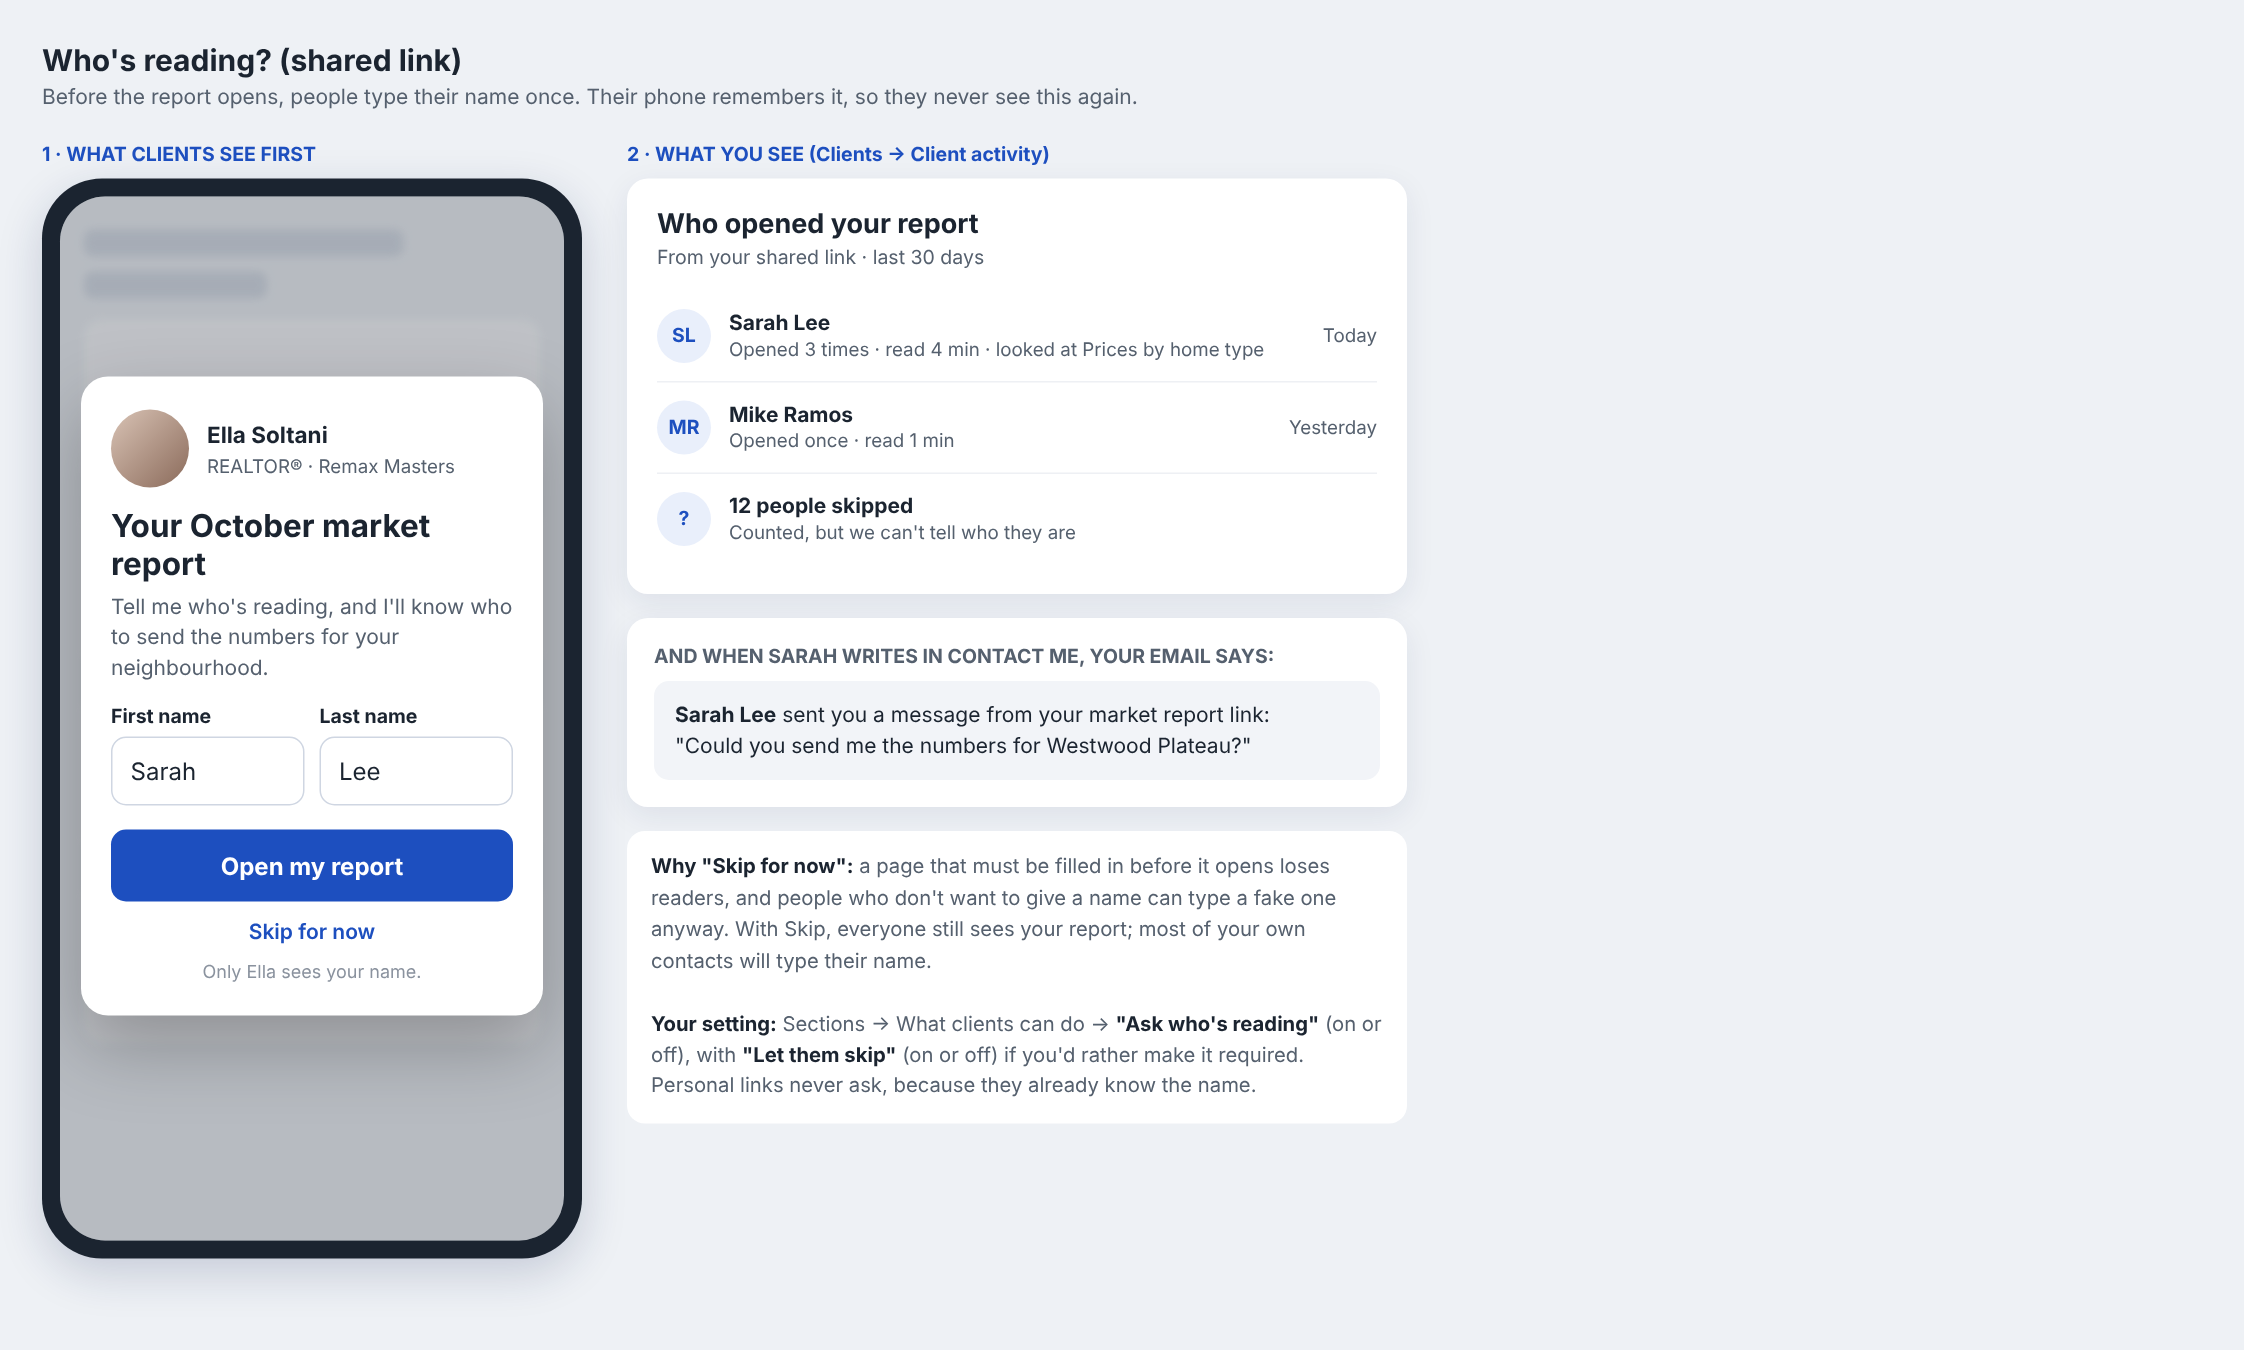 Who's reading? (shared link)
Before the report opens, people type their name once. Their phone remembers it, so they never see this again.
1 · WHAT CLIENTS SEE FIRST
Ella Soltani
REALTOR® · Remax Masters
Your October market
report
Tell me who's reading, and I'll know who
to send the numbers for your
neighbourhood.
First name
Last name
Sarah
Lee
Open my report
Skip for now
Only Ella sees your name.
2 · WHAT YOU SEE (Clients → Client activity)
Who opened your report
From your shared link · last 30 days
SL
Sarah Lee
Opened 3 times · read 4 min · looked at Prices by home type
Today
MR
Mike Ramos
Opened once · read 1 min
Yesterday
?
12 people skipped
Counted, but we can't tell who they are
AND WHEN SARAH WRITES IN CONTACT ME, YOUR EMAIL SAYS:
Sarah Lee sent you a message from your market report link:
"Could you send me the numbers for Westwood Plateau?"
Why "Skip for now": a page that must be filled in before it opens loses
readers, and people who don't want to give a name can type a fake one
anyway. With Skip, everyone still sees your report; most of your own
contacts will type their name.
Your setting: Sections → What clients can do → "Ask who's reading" (on or
off), with "Let them skip" (on or off) if you'd rather make it required.
Personal links never ask, because they already know the name.